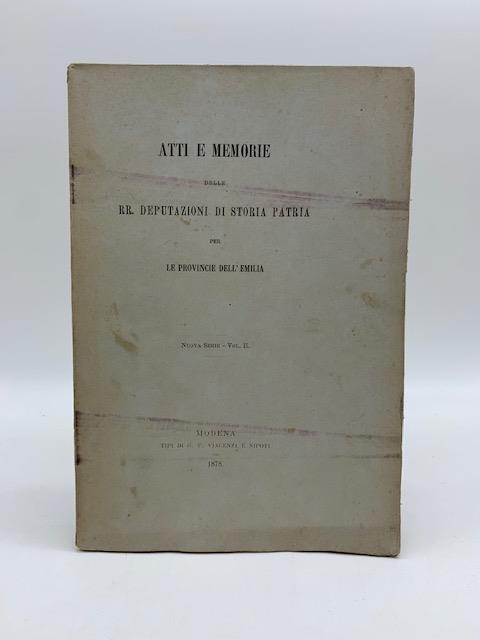 ATTI E MEMORIE
DELLE
RR. DEPUTAZIONI DI STORIA PATRIA
PER
LE PROVINCIE DELL'EMILIA
NUOVA SERIE - VOL. II.
MODENA
TIPI DI G. T. VINCENZI E NIPOTI
1878.